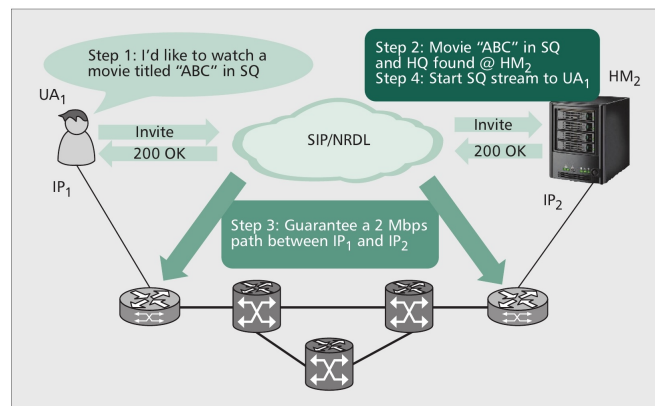 Step 1: I'd like to watch a
movie titled "ABC" in SQ
Step 2: Movie "ABC" in SQ
and HQ found @ HM₂
Step 4: Start SQ stream to UA₁
HM₂
UA₁
Invite
200 OK
SIP/NRDL
Invite
200 OK
IP₁
IP₂
Step 3: Guarantee a 2 Mbps
path between IP₁ and IP₂